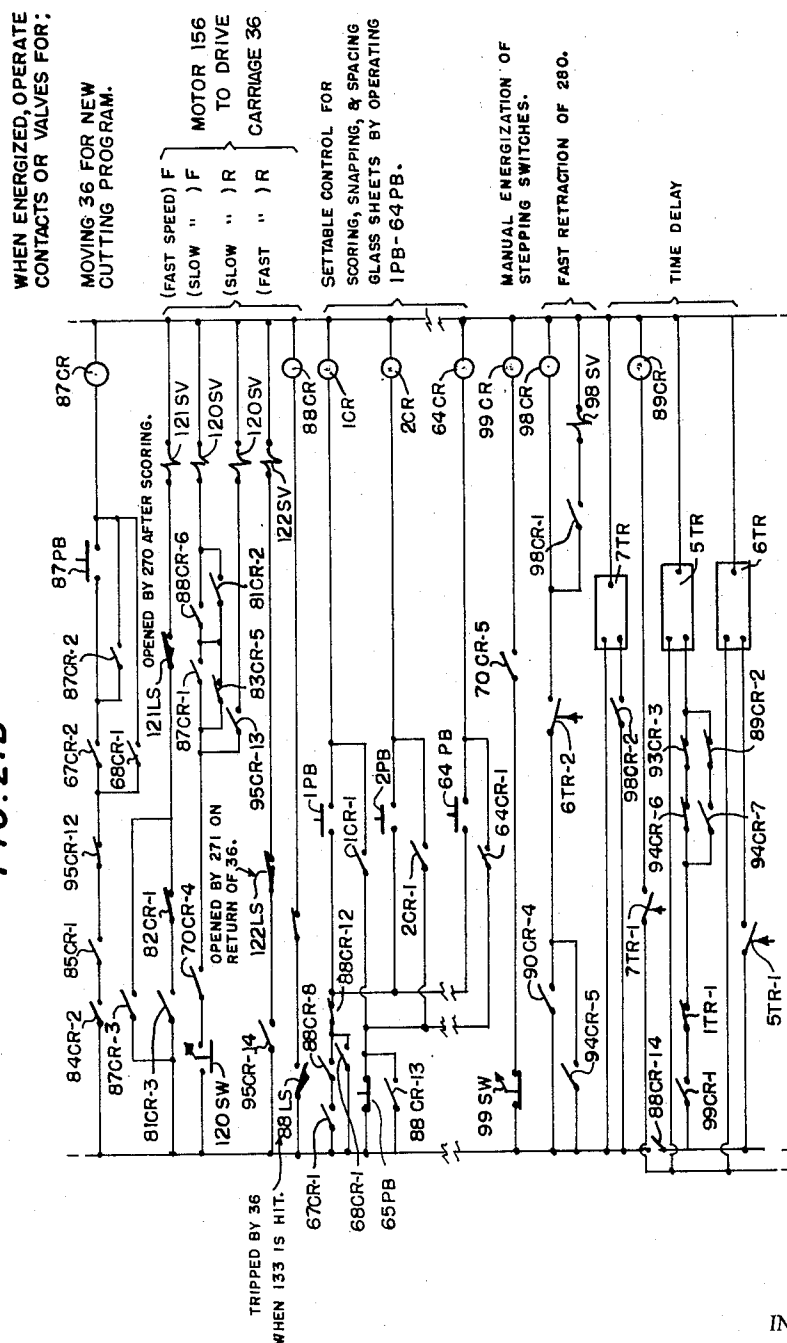 FIG. 27B
WHEN ENERGIZED, OPERATE
CONTACTS OR VALVES FOR;
MOVING 36 FOR NEW
CUTTING PROGRAM.
84CR-2
85CR-1
95CR-12
67CR-2
68CR-1
87CR-2
87PB
87CR
87CR-3
81CR-3
82CR-1
121LS
OPENED BY 270 AFTER SCORING.
121SV
(FAST SPEED) F
120SW
70CR-4
87CR-1
88CR-6
83CR-5
81CR-2
120SV
(SLOW " ) F
95CR-13
120SV
(SLOW " ) R
95CR-14
122LS
OPENED BY 271 ON
RETURN OF 36.
122SV
(FAST " ) R
MOTOR 156
TO DRIVE
CARRIAGE 36
TRIPPED BY 36
WHEN 133 IS HIT.
88LS
88CR
67CR-1
88CR-8
88CR-12
68CR-1
1PB
1CR
65PB
1CR-1
88CR-13
2PB
2CR
2CR-1
64PB
64CR
64CR-1
SETTABLE CONTROL FOR
SCORING, SNAPPING, & SPACING
GLASS SHEETS BY OPERATING
1PB-64PB.
99SW
70CR-5
99CR
MANUAL ENERGIZATION OF
STEPPING SWITCHES.
90CR-4
94CR-5
6TR-2
98CR
98CR-1
98SV
FAST RETRACTION OF 280.
98CR-2
7TR
88CR-14
7TR-1
89CR
99CR-1
1TR-1
94CR-6
93CR-3
94CR-7
89CR-2
5TR
5TR-1
6TR
TIME DELAY
IN